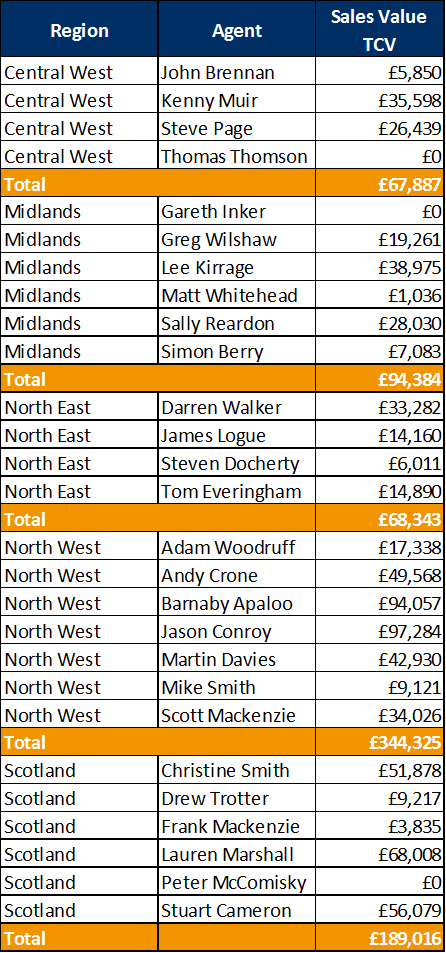 Region Agent Sales Value TCV
Central West John Brennan £5,850
Central West Kenny Muir £35,598
Central West Steve Page £26,439
Central West Thomas Thomson £0
Total £67,887
Midlands Gareth Inker £0
Midlands Greg Wilshaw £19,261
Midlands Lee Kirrage £38,975
Midlands Matt Whitehead £1,036
Midlands Sally Reardon £28,030
Midlands Simon Berry £7,083
Total £94,384
North East Darren Walker £33,282
North East James Logue £14,160
North East Steven Docherty £6,011
North East Tom Everingham £14,890
Total £68,343
North West Adam Woodruff £17,338
North West Andy Crone £49,568
North West Barnaby Apaloo £94,057
North West Jason Conroy £97,284
North West Martin Davies £42,930
North West Mike Smith £9,121
North West Scott Mackenzie £34,026
Total £344,325
Scotland Christine Smith £51,878
Scotland Drew Trotter £9,217
Scotland Frank Mackenzie £3,835
Scotland Lauren Marshall £68,008
Scotland Peter McComisky £0
Scotland Stuart Cameron £56,079
Total £189,016